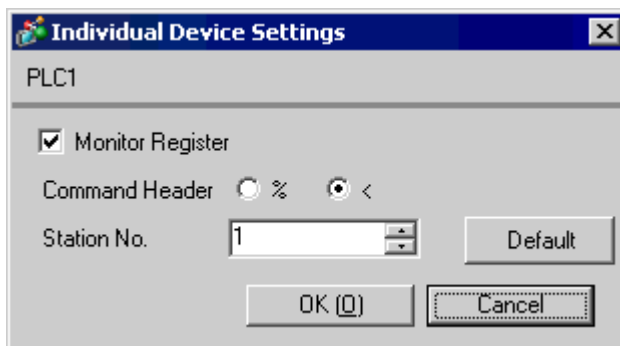 Individual Device Settings
PLC1
Monitor Register
Command Header % <
Station No. 1 Default
OK (O) Cancel